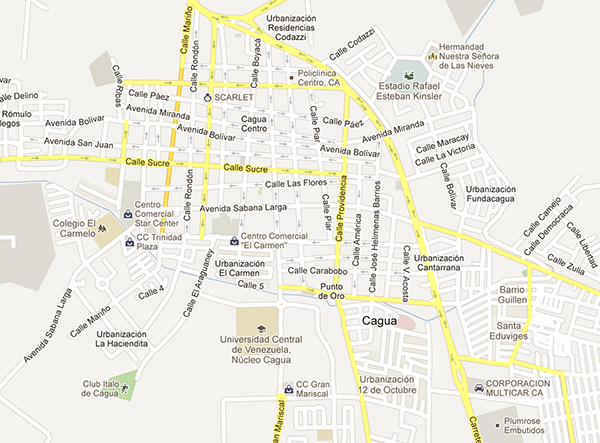 Urbanización
Residencias
Codazzi
Calle Mariño
Calle Codazzi
Calle Rondón
Calle Boyacá
Hermandad
Nuestra Señora
de Las Nieves
Calle Ribas
Policlínica
Centro, CA
Estadio Rafael
Esteban Kinsler
Calle Delirio
Calle Páez
SCARLET
Rómulo
llegos
Avenida Bolívar
Avenida Miranda
Cagua
Centro
Calle Piar
Calle Páez
Avenida Miranda
Avenida Bolívar
Avenida Bolívar
Calle Maracay
Calle La Victoria
Avenida San Juan
Calle Sucre
Calle Sucre
Calle Rondón
Calle Las Flores
Calle Bolívar
Urbanización
Fundacagua
Calle Piar
Calle Providencia
Calle América
Calle José Helimenas Barrios
Centro
Comercial
Star Center
Avenida Sabana Larga
Colegio El
Carmelo
CC Trinidad
Plaza
Centro Comercial
"El Carmen"
Calle Camejo
Calle Democracia
Calle Libertad
Calle Zulia
Calle El Araguaney
Urbanización
El Carmen
Calle V. Acosta
Urbanización
Cantarrana
Calle Carabobo
Calle 4
Calle 5
Punto
de Oro
Barrio
Guillen
Avenida Sabana Larga
Calle Mariño
Cagua
Santa
Eduviges
Urbanización
La Haciendita
Universidad Central
de Venezuela,
Núcleo Cagua
Club Italo
de Cagua
CC Gran
Mariscal
Urbanización
12 de Octubre
CORPORACION
MULTICAR CA
an Mariscal
Carrete
Plumrose
Embutidos